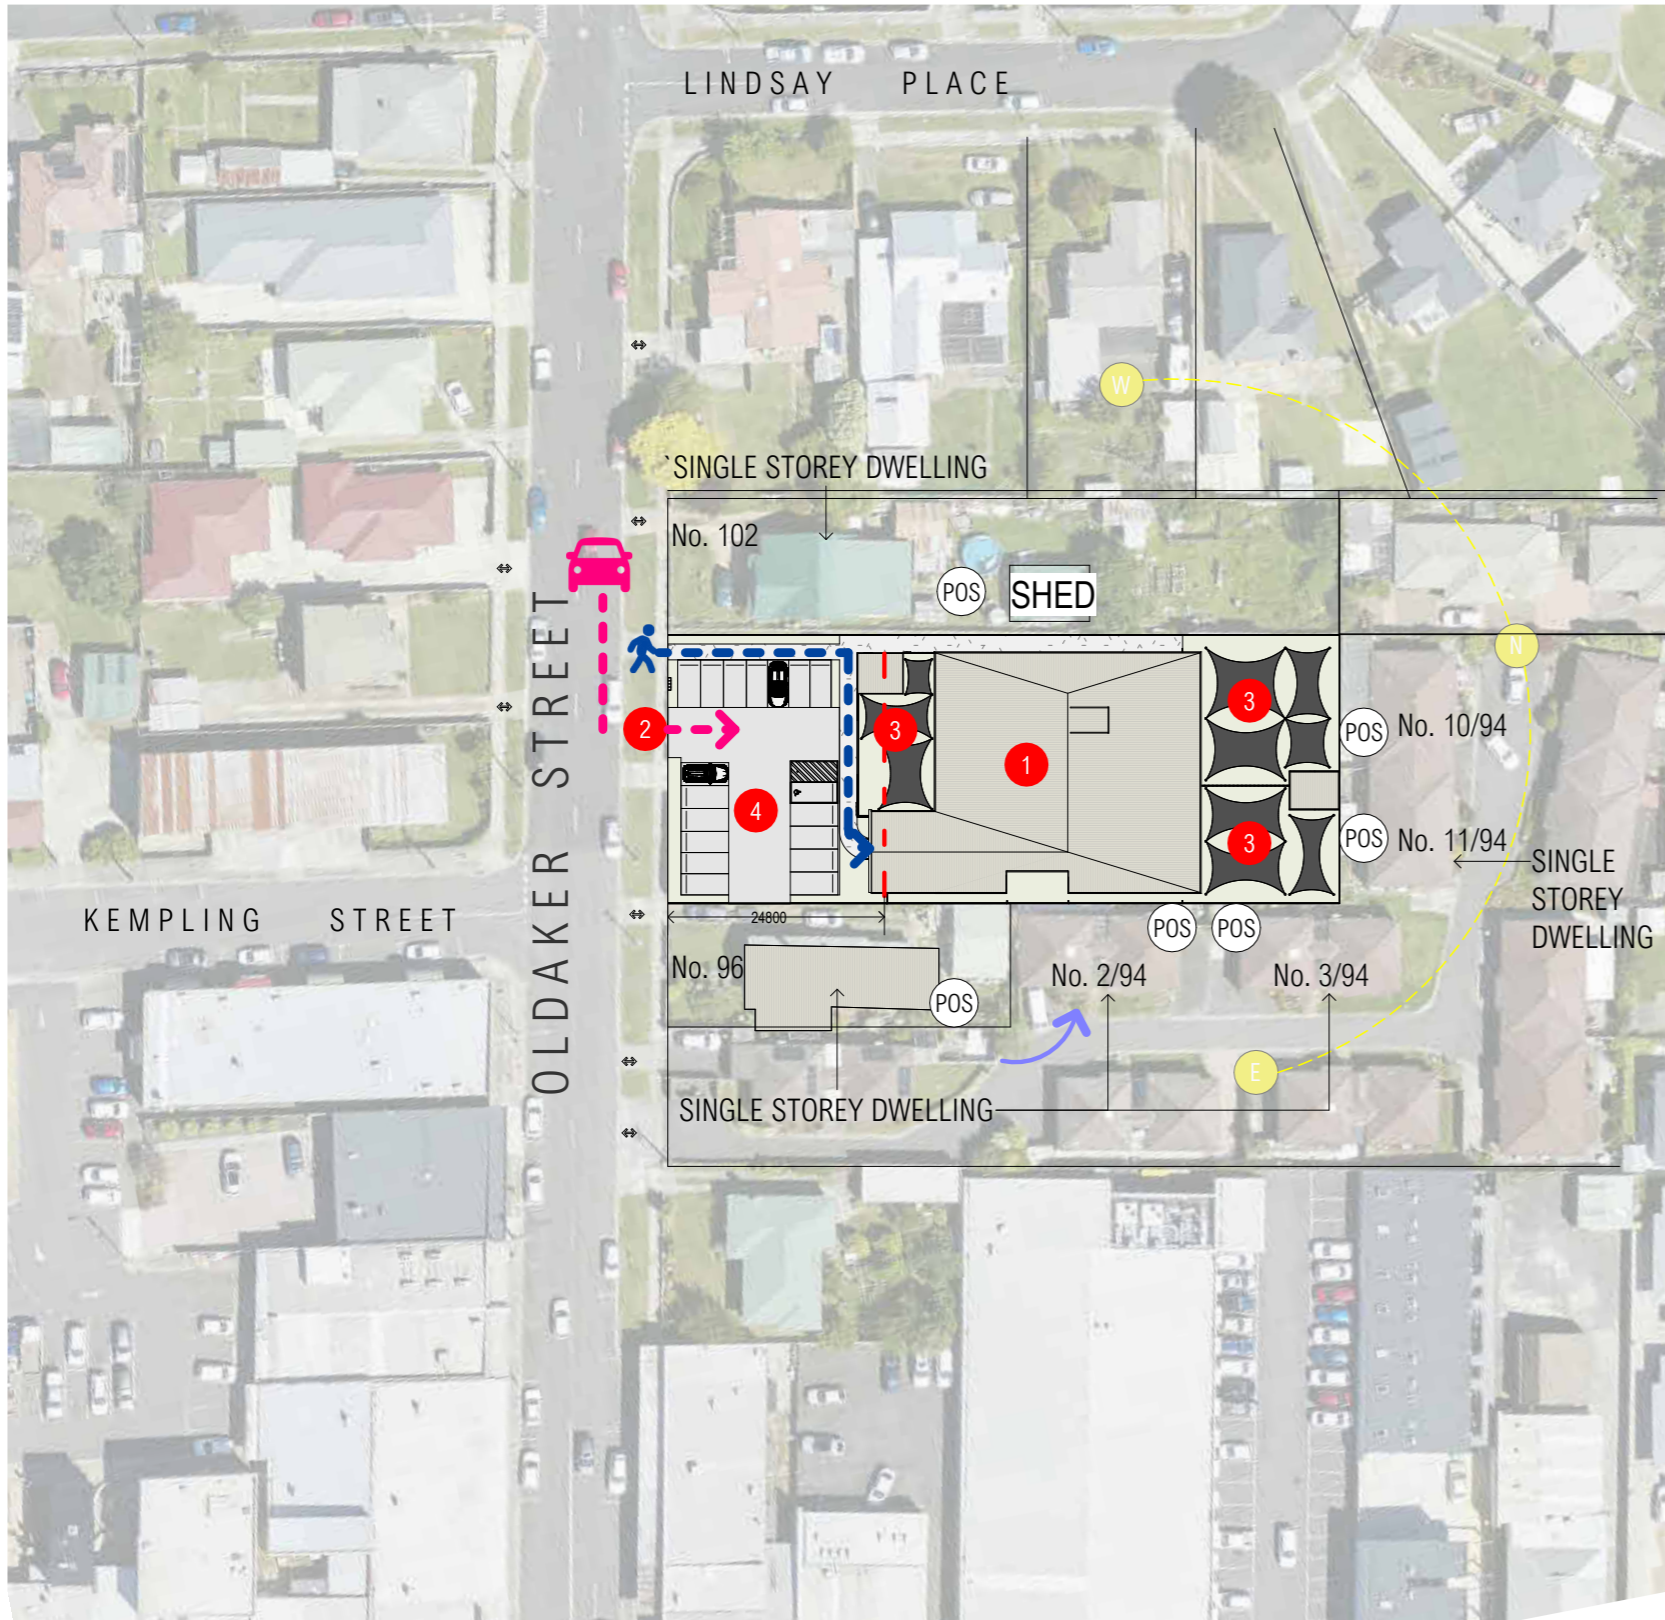 LINDSAY PLACE
W
`SINGLE STOREY DWELLING
No. 102
POS
SHED
N
2
3
3
POS
No. 10/94
1
4
3
POS
No. 11/94
SINGLE
STOREY
DWELLING
OLDAKER STREET
KEMPLING STREET
24800
POS
POS
No. 96
POS
No. 2/94
No. 3/94
E
SINGLE STOREY DWELLING